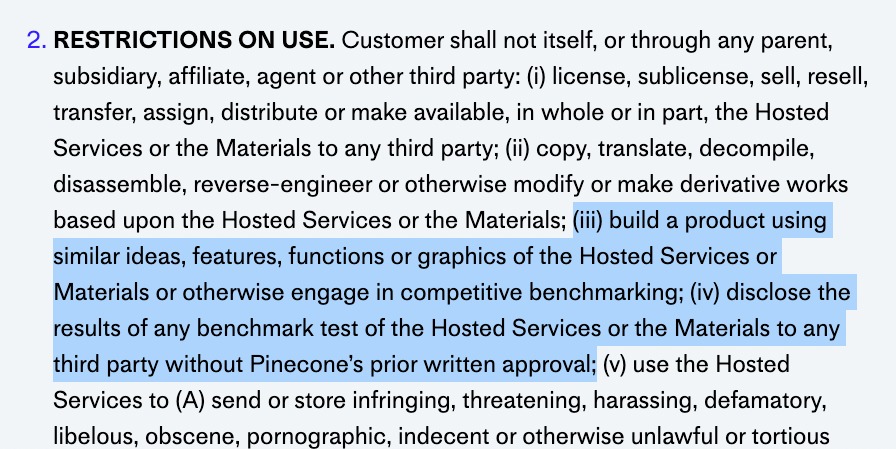 2. RESTRICTIONS ON USE. Customer shall not itself, or through any parent,
subsidiary, affiliate, agent or other third party: (i) license, sublicense, sell, resell,
transfer, assign, distribute or make available, in whole or in part, the Hosted
Services or the Materials to any third party; (ii) copy, translate, decompile,
disassemble, reverse-engineer or otherwise modify or make derivative works
based upon the Hosted Services or the Materials; (iii) build a product using
similar ideas, features, functions or graphics of the Hosted Services or
Materials or otherwise engage in competitive benchmarking; (iv) disclose the
results of any benchmark test of the Hosted Services or the Materials to any
third party without Pinecone’s prior written approval; (v) use the Hosted
Services to (A) send or store infringing, threatening, harassing, defamatory,
libelous, obscene, pornographic, indecent or otherwise unlawful or tortious